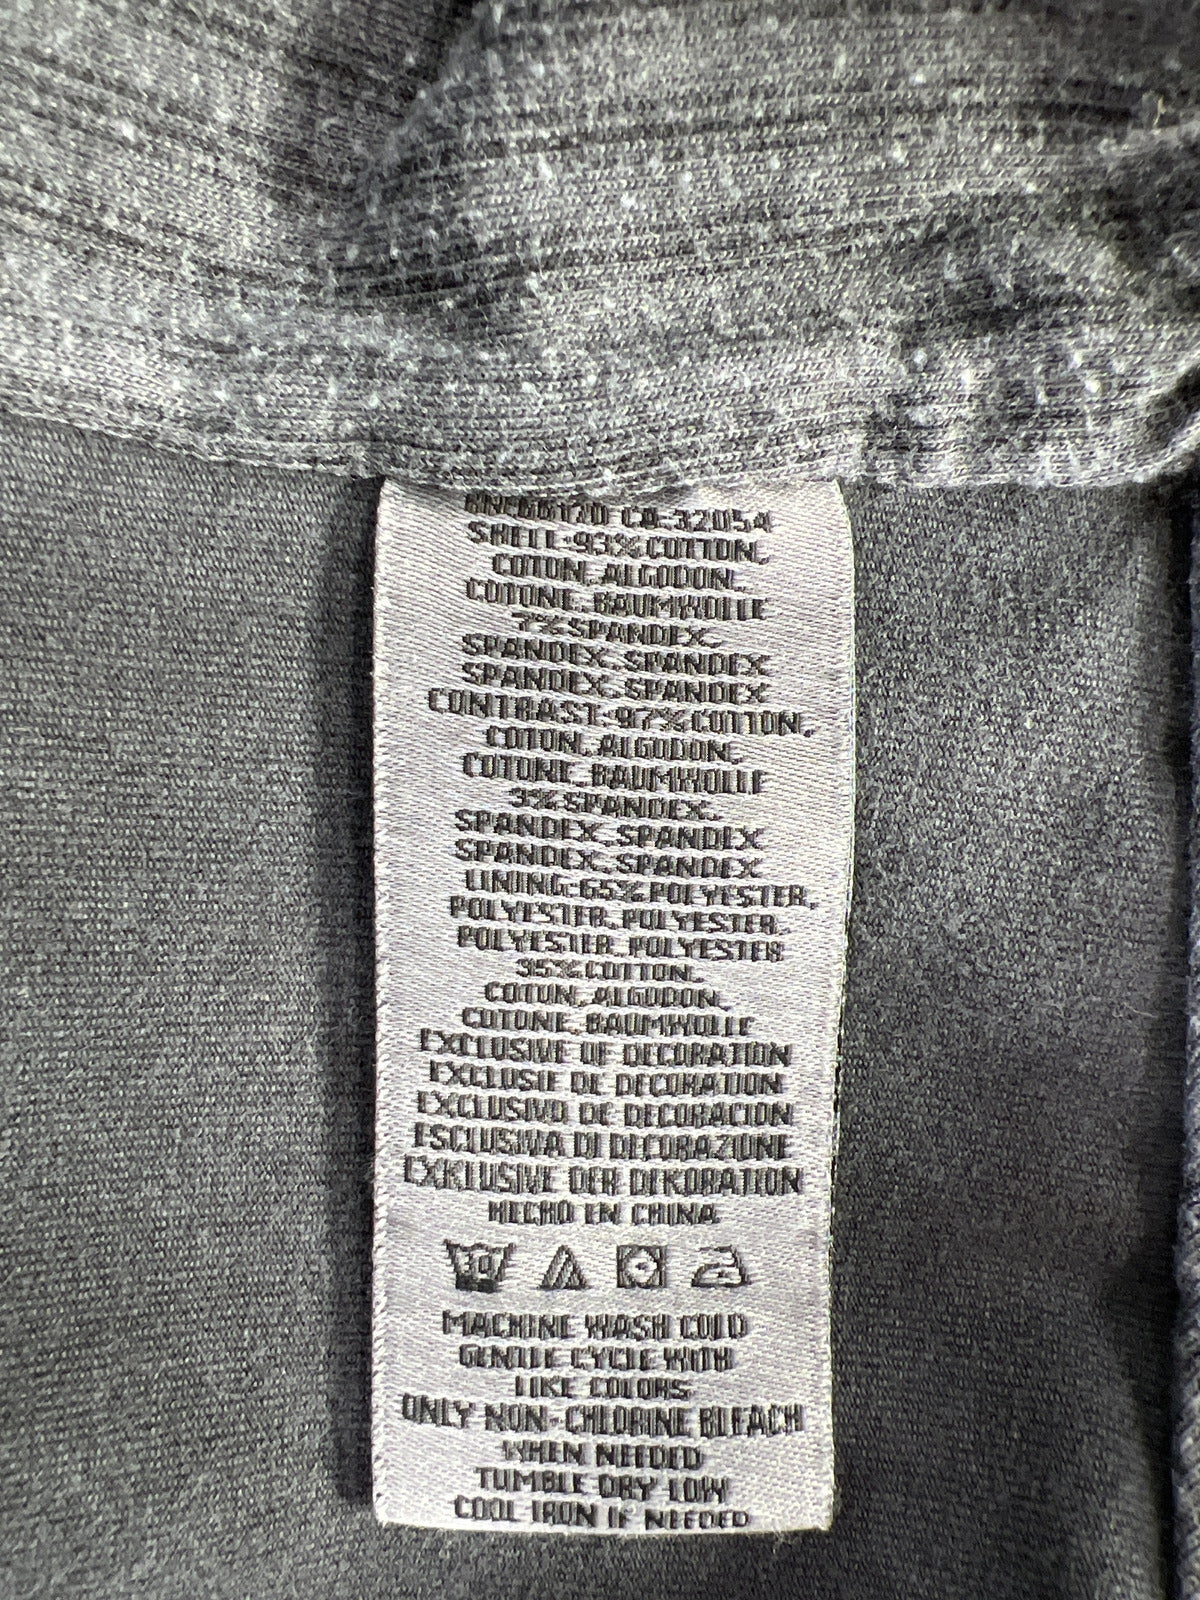 CA-32054
SHELL:93% COTTON,
COTON, ALGODON,
COTONE, BAUMWOLLE
7% SPANDEX,
SPANDEX, SPANDEX
SPANDEX, SPANDEX
CONTRAST:97% COTTON,
COTON, ALGODON,
COTONE, BAUMWOLLE
3% SPANDEX,
SPANDEX, SPANDEX
SPANDEX, SPANDEX
LINING:65% POLYESTER,
POLYESTER, POLYESTER,
POLYESTER, POLYESTER
35% COTTON,
COTON, ALGODON,
COTONE, BAUMWOLLE
EXCLUSIVE OF DECORATION
EXCLUSIF DE DECORATION
EXCLUSIVO DE DECORACION
ESCLUSIVA DI DECORAZIONE
EXKLUSIVE DER DEKORATION
HECHO EN CHINA
30
MACHINE WASH COLD
GENTLE CYCLE WITH
LIKE COLORS
ONLY NON-CHLORINE BLEACH
WHEN NEEDED
TUMBLE DRY LOW
COOL IRON IF NEEDED